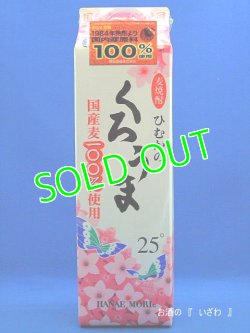 1984年発売より
国内産原料
100%使用
麦焼酎
ひむかの
くろうま
国産麦100%使用
25°
SOLD OUT
HANAE MORI
お酒の『 いざわ 』